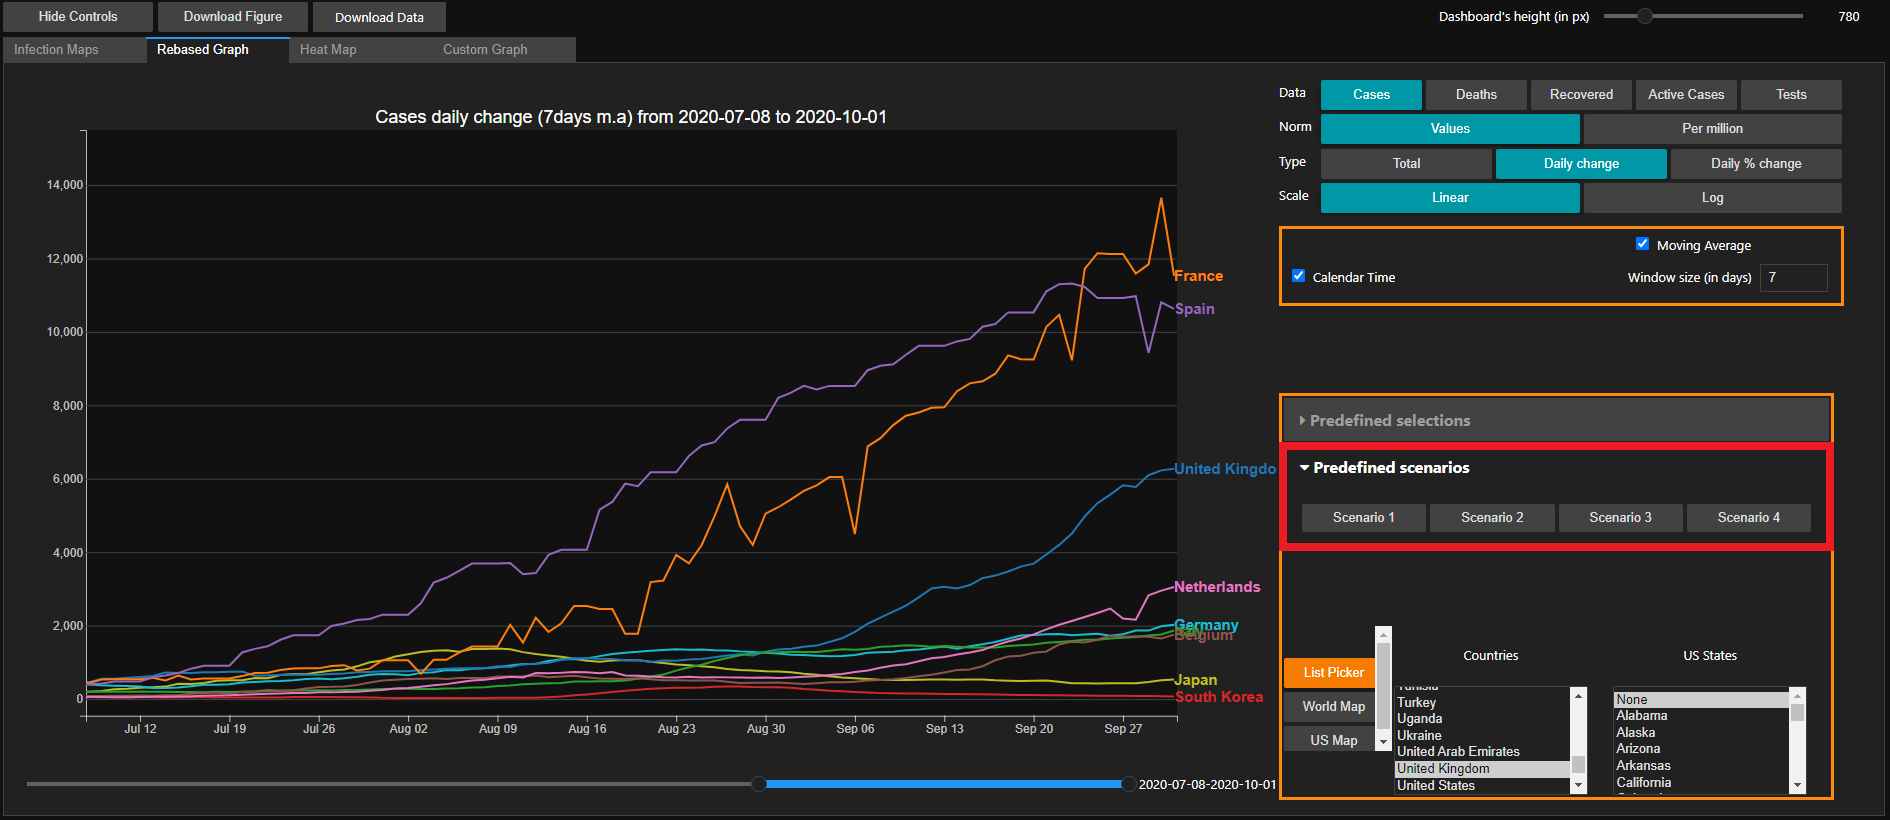 Hide Controls
Download Figure
Download Data
Dashboard's height (in px)
780
Infection Maps
Rebased Graph
Heat Map
Custom Graph
Cases daily change (7days m.a) from 2020-07-08 to 2020-10-01
14,000
12,000
10,000
8,000
6,000
4,000
2,000
0
France
Spain
United Kingdo
Netherlands
Germany
Italy
Belgium
Japan
South Korea
Jul 12
Jul 19
Jul 26
Aug 02
Aug 09
Aug 16
Aug 23
Aug 30
Sep 06
Sep 13
Sep 20
Sep 27
2020-07-08-2020-10-01
Data
Cases
Deaths
Recovered
Active Cases
Tests
Norm
Values
Per million
Type
Total
Daily change
Daily % change
Scale
Linear
Log
Moving Average
Calendar Time
Window size (in days)
7
Predefined selections
Predefined scenarios
Scenario 1
Scenario 2
Scenario 3
Scenario 4
List Picker
World Map
US Map
Countries
Tunisia
Turkey
Uganda
Ukraine
United Arab Emirates
United Kingdom
United States
US States
None
Alabama
Alaska
Arizona
Arkansas
California